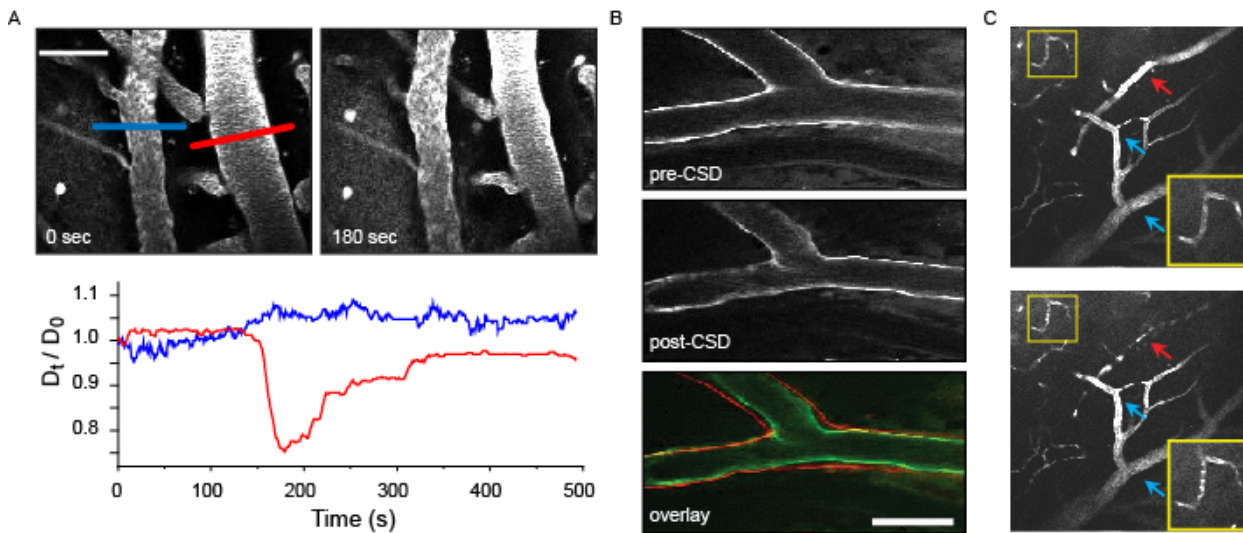 A
0 sec
180 sec
1.1
1.0
0.9
0.8
Dt / D0
0
100
200
300
400
500
Time (s)
B
pre-CSD
post-CSD
overlay
C